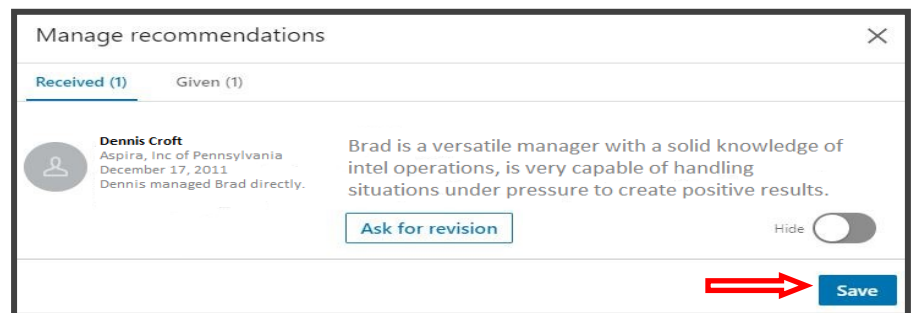 Manage recommendations
Received (1)
Given (1)
Dennis Croft
Aspira, Inc of Pennsylvania
December 17, 2011
Dennis managed Brad directly.
Brad is a versatile manager with a solid knowledge of
intel operations, is very capable of handling
situations under pressure to create positive results.
Ask for revision
Hide
Save